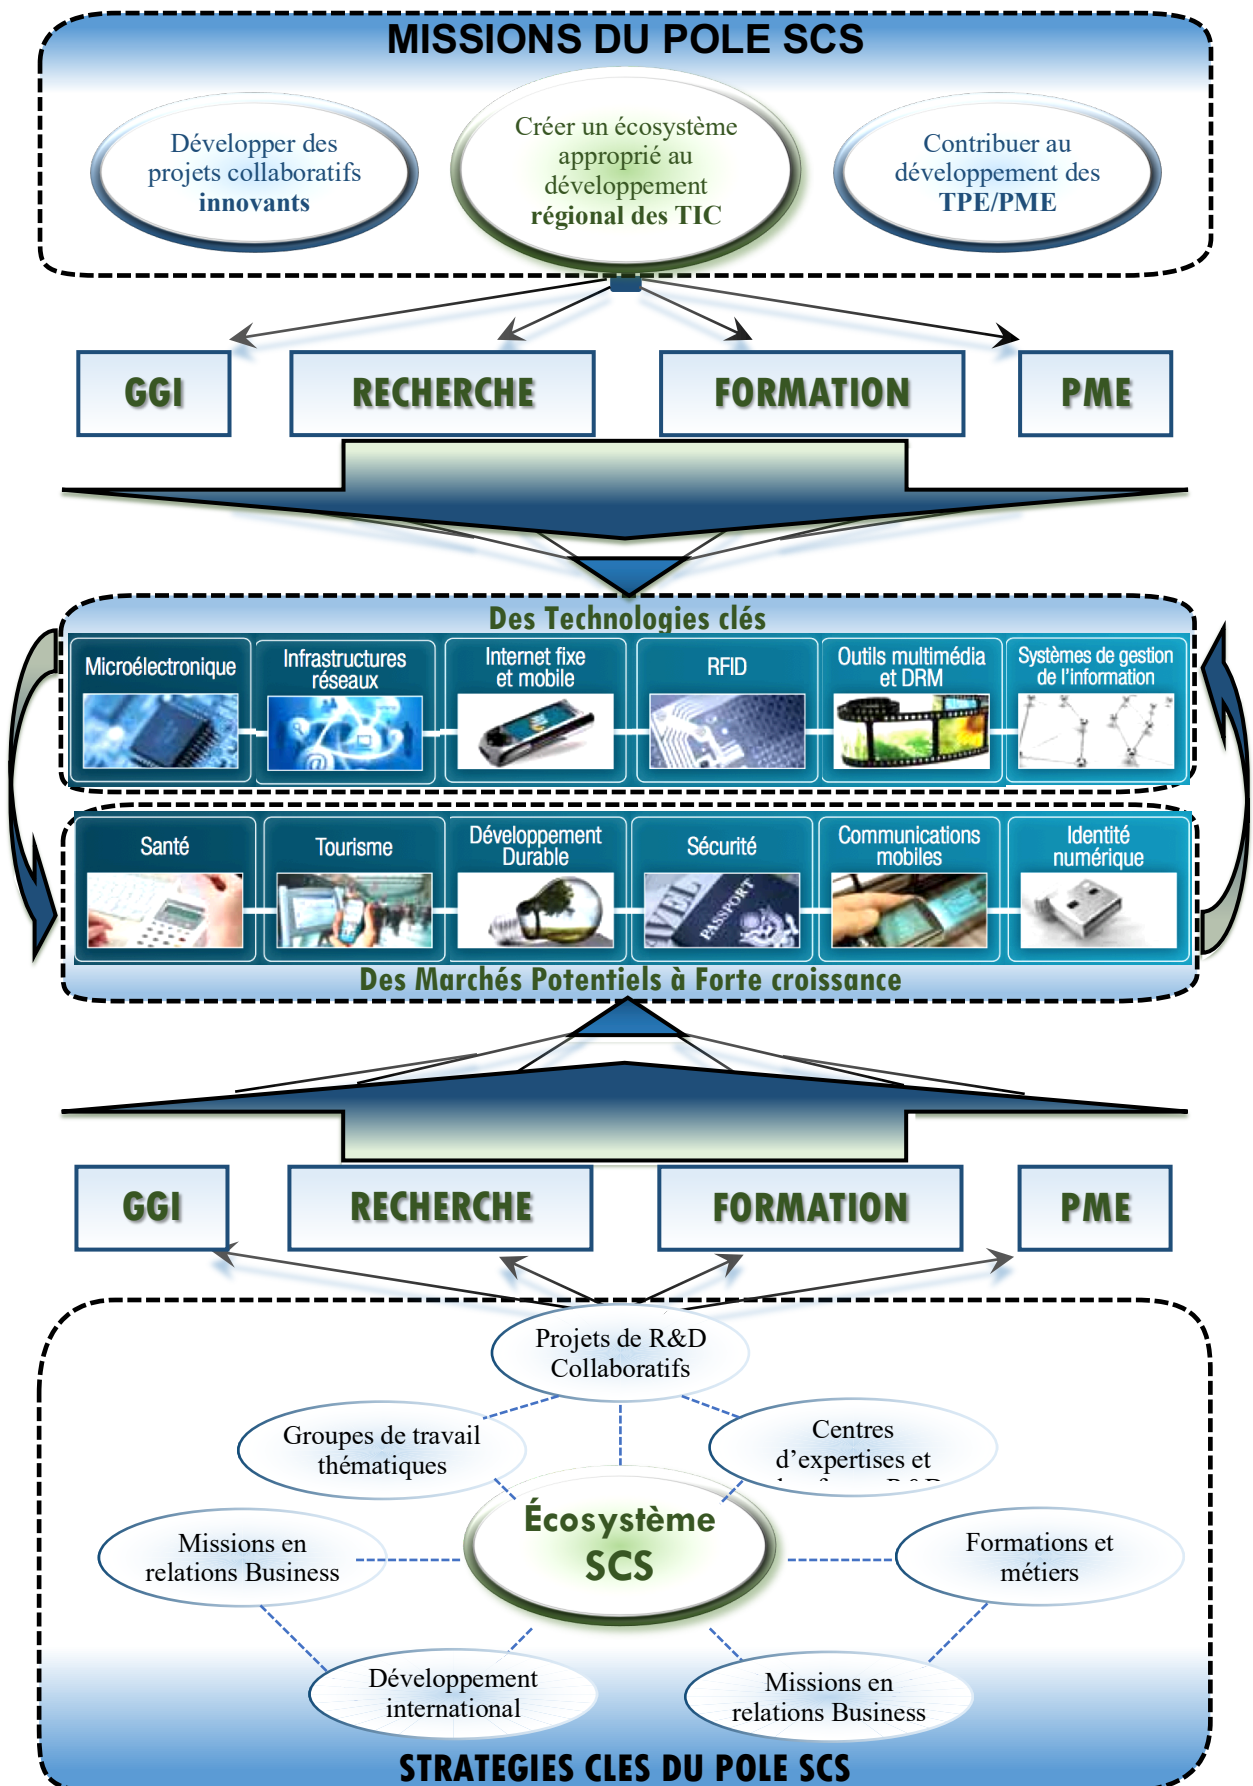 MISSIONS DU POLE SCS
Développer des
projets collaboratifs
innovants
Créer un écosystème
approprié au
développement
régional des TIC
Contribuer au
développement des
TPE/PME
GGI
RECHERCHE
FORMATION
PME
Des Technologies clés
Microélectronique
Infrastructures
réseaux
Internet fixe
et mobile
RFID
Outils multimédia
et DRM
Systèmes de gestion
de l'information
Santé
Tourisme
Développement
Durable
Sécurité
PASSPORT
Communications
mobiles
Identité
numérique
Des Marchés Potentiels à Forte croissance
GGI
RECHERCHE
FORMATION
PME
Projets de R&D
Collaboratifs
Groupes de travail
thématiques
Centres
d'expertises et
Écosystème
SCS
Missions en
relations Business
Formations et
métiers
Développement
international
Missions en
relations Business
STRATEGIES CLES DU POLE SCS